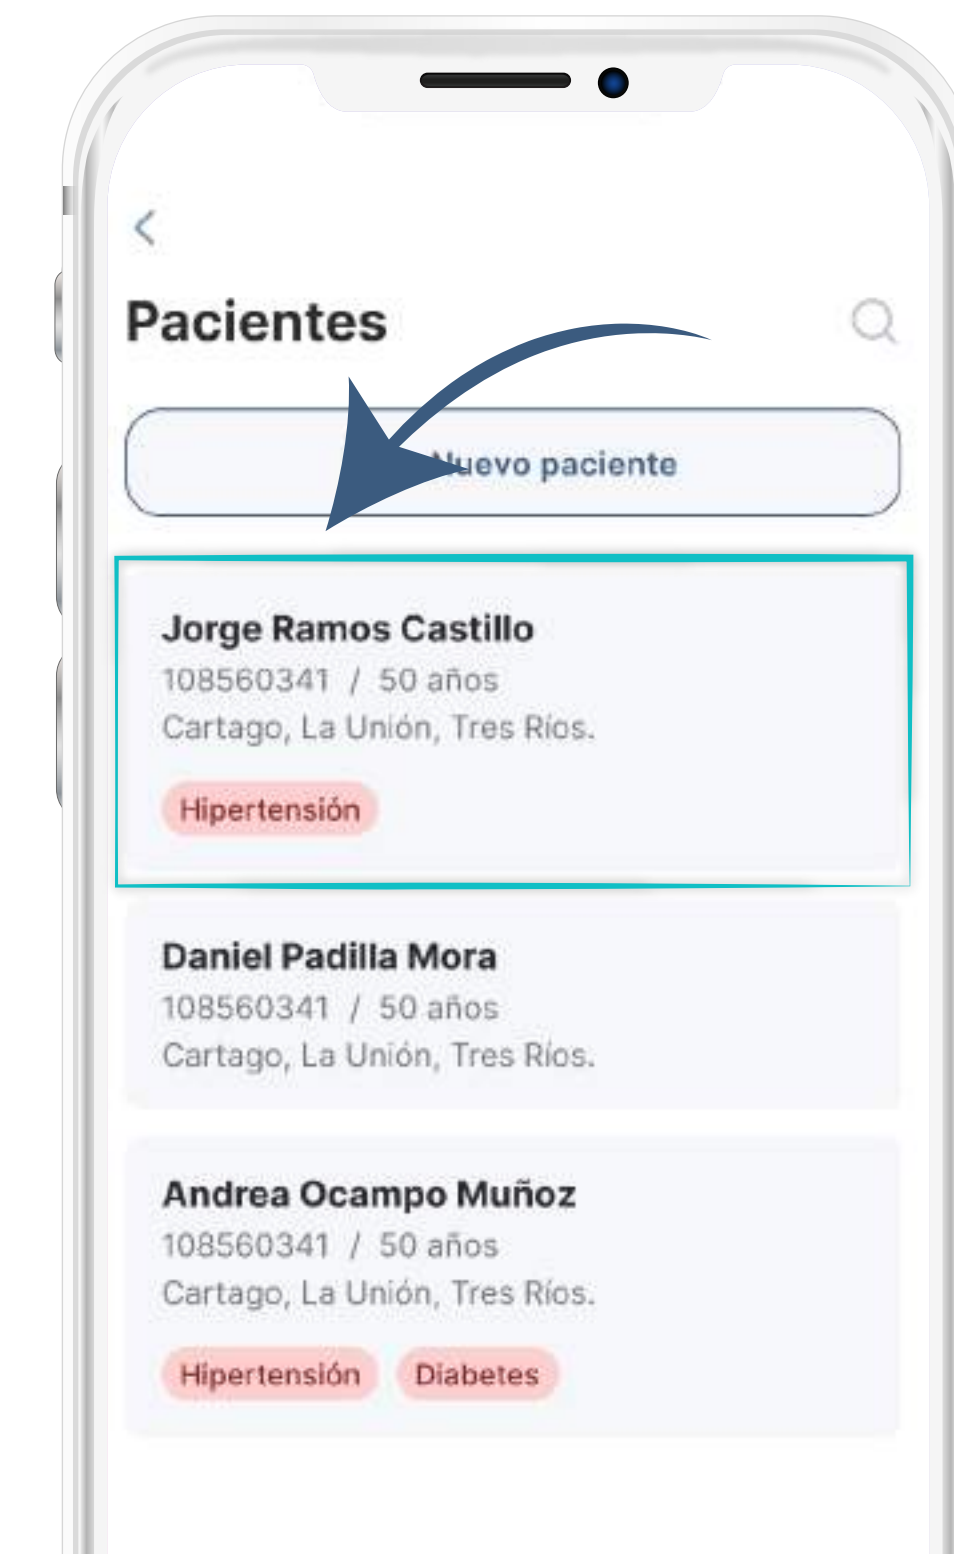 Pacientes
Nuevo paciente
Jorge Ramos Castillo
108560341 / 50 años
Cartago, La Unión, Tres Ríos.
Hipertensión
Daniel Padilla Mora
108560341 / 50 años
Cartago, La Unión, Tres Ríos.
Andrea Ocampo Muñoz
108560341 / 50 años
Cartago, La Unión, Tres Ríos.
Hipertensión Diabetes